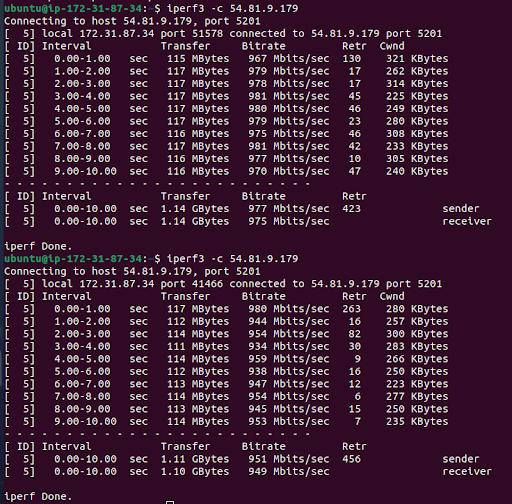 ubuntu@ip-172-31-87-34:~$ iperf3 -c 54.81.9.179
Connecting to host 54.81.9.179, port 5201
[  5] local 172.31.87.34 port 51578 connected to 54.81.9.179 port 5201
[ ID] Interval           Transfer     Bitrate         Retr  Cwnd
[  5]   0.00-1.00   sec   115 MBytes   967 Mbits/sec  130    321 KBytes
[  5]   1.00-2.00   sec   117 MBytes   979 Mbits/sec   17    262 KBytes
[  5]   2.00-3.00   sec   117 MBytes   978 Mbits/sec   17    314 KBytes
[  5]   3.00-4.00   sec   117 MBytes   981 Mbits/sec   45    225 KBytes
[  5]   4.00-5.00   sec   117 MBytes   980 Mbits/sec   46    249 KBytes
[  5]   5.00-6.00   sec   117 MBytes   979 Mbits/sec   23    280 KBytes
[  5]   6.00-7.00   sec   116 MBytes   975 Mbits/sec   46    308 KBytes
[  5]   7.00-8.00   sec   117 MBytes   981 Mbits/sec   42    233 KBytes
[  5]   8.00-9.00   sec   116 MBytes   977 Mbits/sec   10    305 KBytes
[  5]   9.00-10.00  sec   116 MBytes   970 Mbits/sec   47    240 KBytes
- - - - - - - - - - - - - - - - - - - - - - - - -
[ ID] Interval           Transfer     Bitrate         Retr
[  5]   0.00-10.00  sec  1.14 GBytes   977 Mbits/sec  423             sender
[  5]   0.00-10.00  sec  1.14 GBytes   975 Mbits/sec                  receiver
iperf Done.
ubuntu@ip-172-31-87-34:~$ iperf3 -c 54.81.9.179
Connecting to host 54.81.9.179, port 5201
[  5] local 172.31.87.34 port 41466 connected to 54.81.9.179 port 5201
[ ID] Interval           Transfer     Bitrate         Retr  Cwnd
[  5]   0.00-1.00   sec   117 MBytes   980 Mbits/sec  263    280 KBytes
[  5]   1.00-2.00   sec   112 MBytes   944 Mbits/sec   16    257 KBytes
[  5]   2.00-3.00   sec   114 MBytes   954 Mbits/sec   82    300 KBytes
[  5]   3.00-4.00   sec   111 MBytes   934 Mbits/sec   30    283 KBytes
[  5]   4.00-5.00   sec   114 MBytes   959 Mbits/sec    9    266 KBytes
[  5]   5.00-6.00   sec   112 MBytes   938 Mbits/sec   16    250 KBytes
[  5]   6.00-7.00   sec   113 MBytes   947 Mbits/sec   12    223 KBytes
[  5]   7.00-8.00   sec   114 MBytes   954 Mbits/sec    6    277 KBytes
[  5]   8.00-9.00   sec   113 MBytes   945 Mbits/sec   15    250 KBytes
[  5]   9.00-10.00  sec   114 MBytes   953 Mbits/sec    7    235 KBytes
- - - - - - - - - - - - - - - - - - - - - - - - -
[ ID] Interval           Transfer     Bitrate         Retr
[  5]   0.00-10.00  sec  1.11 GBytes   951 Mbits/sec  456             sender
[  5]   0.00-10.00  sec  1.10 GBytes   949 Mbits/sec                  receiver
iperf Done.